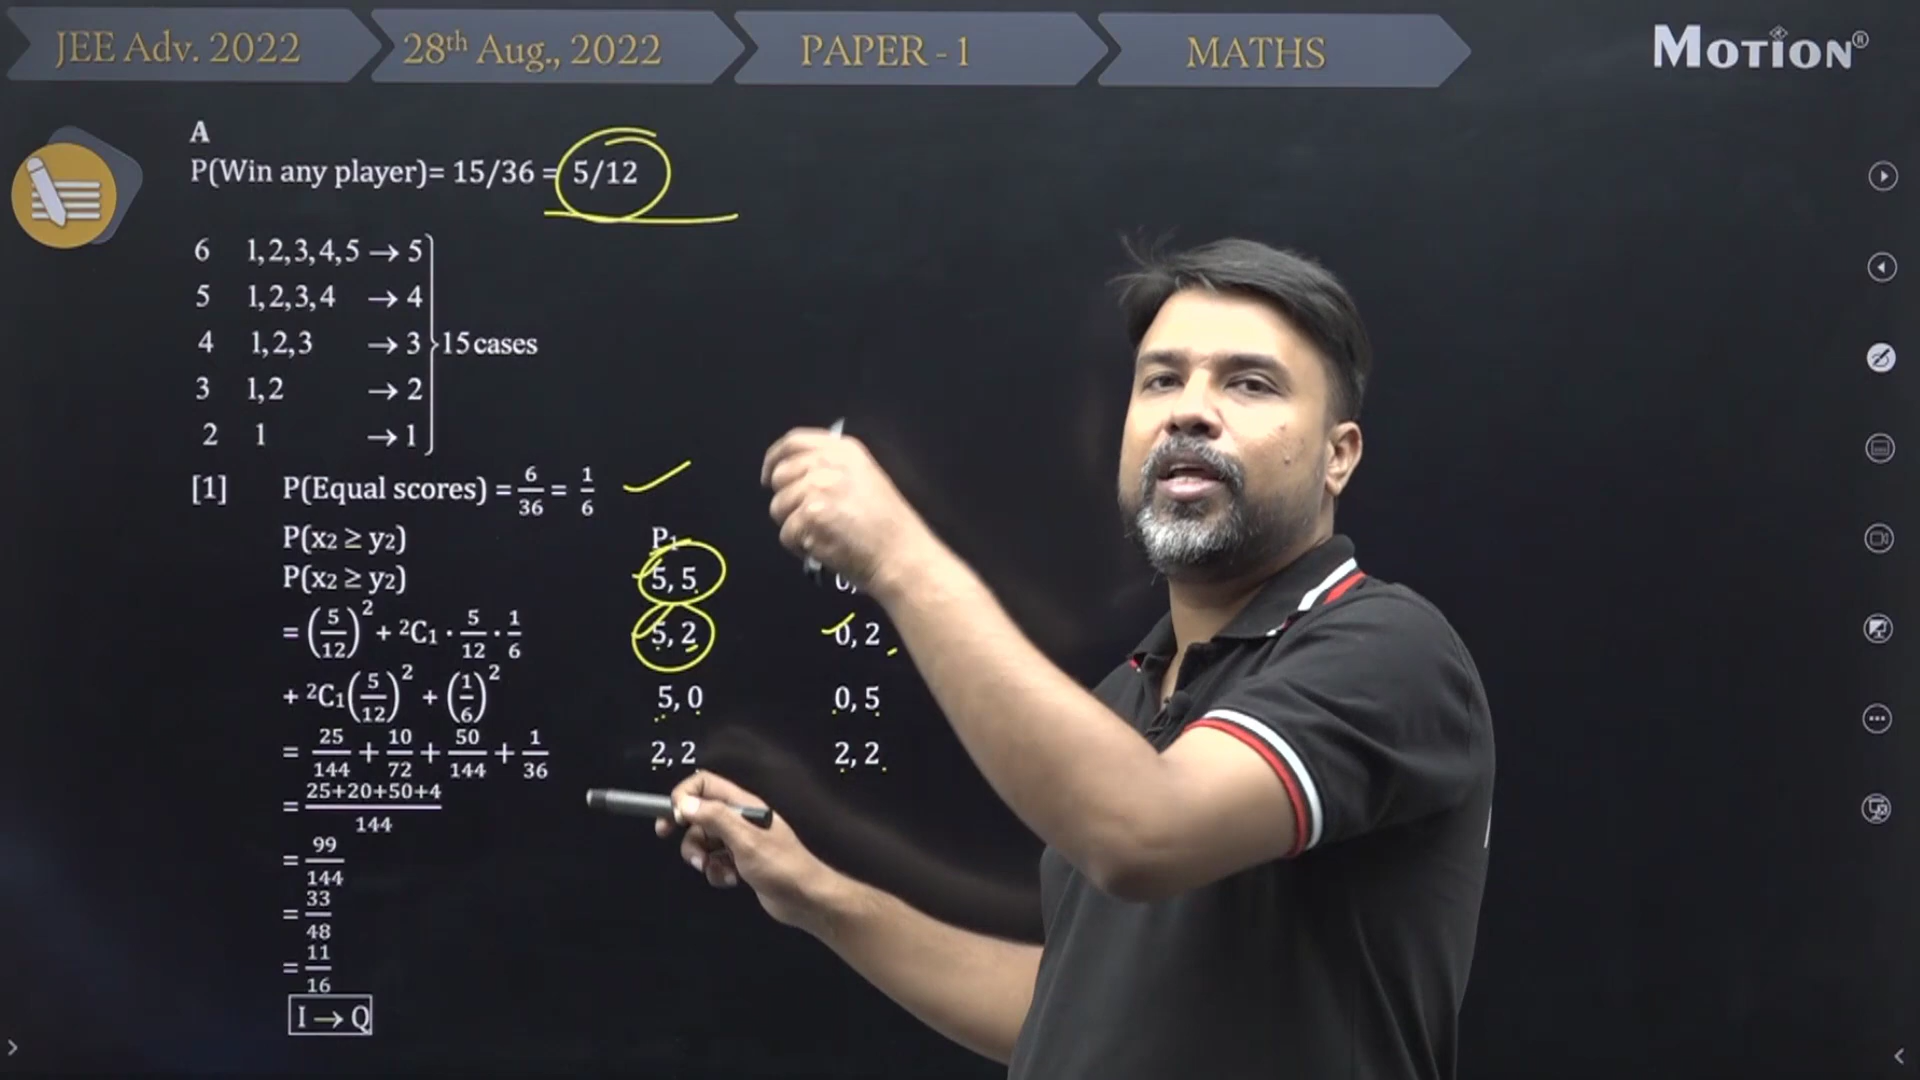 JEE Adv. 2022
28th Aug., 2022
PAPER - 1
MATHS
MOTION®
A
P(Win any player)= 15/36 = 5/12
6 1,2,3,4,5 → 5
5 1,2,3,4 → 4
4 1,2,3 → 3
3 1,2 → 2
2 1 → 1
15 cases
[1] P(Equal scores) = 6/36 = 1/6
P(x₂ ≥ y₂) P₁
P(x₂ ≥ y₂) 5, 5
= (5/12)² + ²C₁ · 5/12 · 1/6 5, 2 0, 2
+ ²C₁(5/12)² + (1/6)² 5, 0 0, 5
= 25/144 + 10/72 + 50/144 + 1/36 2, 2 2, 2
= 25+20+50+4/144
= 99/144
= 33/48
= 11/16
I → Q